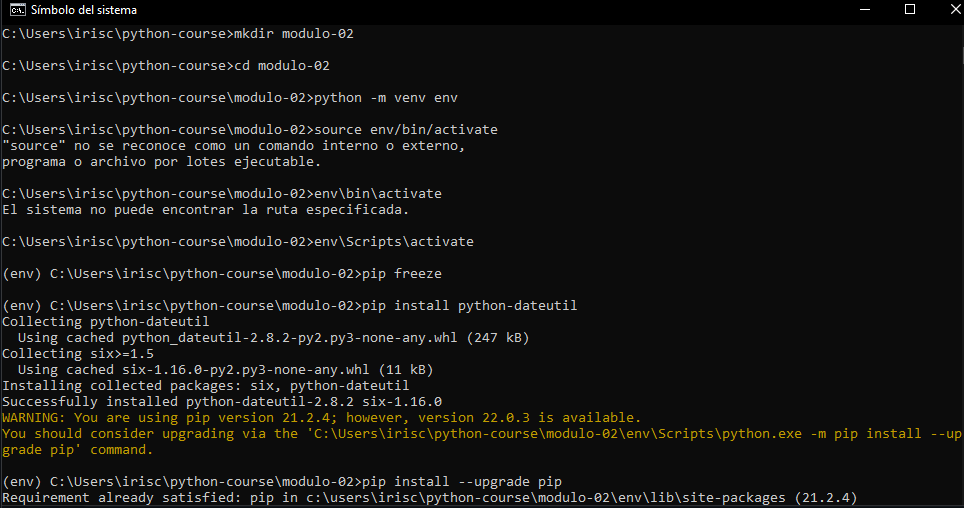 Símbolo del sistema
C:\Users\irisc\python-course>mkdir modulo-02
C:\Users\irisc\python-course>cd modulo-02
C:\Users\irisc\python-course\modulo-02>python -m venv env
C:\Users\irisc\python-course\modulo-02>source env/bin/activate
"source" no se reconoce como un comando interno o externo,
programa o archivo por lotes ejecutable.
C:\Users\irisc\python-course\modulo-02>env\bin\activate
El sistema no puede encontrar la ruta especificada.
C:\Users\irisc\python-course\modulo-02>env\Scripts\activate
(env) C:\Users\irisc\python-course\modulo-02>pip freeze
(env) C:\Users\irisc\python-course\modulo-02>pip install python-dateutil
Collecting python-dateutil
  Using cached python_dateutil-2.8.2-py2.py3-none-any.whl (247 kB)
Collecting six>=1.5
  Using cached six-1.16.0-py2.py3-none-any.whl (11 kB)
Installing collected packages: six, python-dateutil
Successfully installed python-dateutil-2.8.2 six-1.16.0
WARNING: You are using pip version 21.2.4; however, version 22.0.3 is available.
You should consider upgrading via the 'C:\Users\irisc\python-course\modulo-02\env\Scripts\python.exe -m pip install --up
grade pip' command.
(env) C:\Users\irisc\python-course\modulo-02>pip install --upgrade pip
Requirement already satisfied: pip in c:\users\irisc\python-course\modulo-02\env\lib\site-packages (21.2.4)